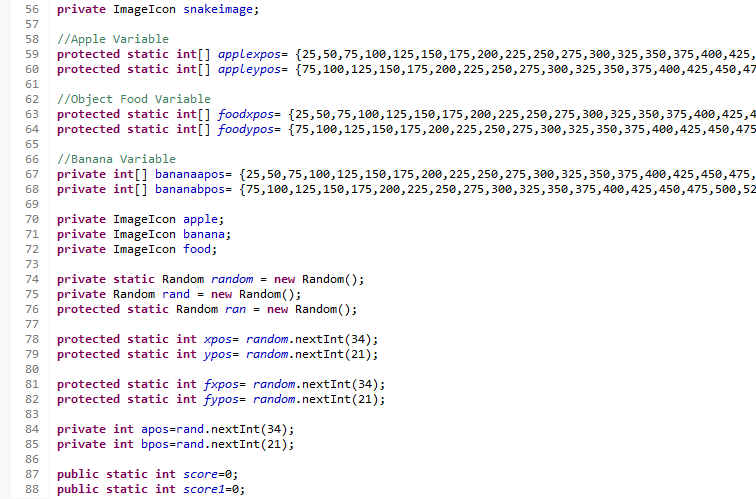 56 private ImageIcon snakeimage;
57
58 //Apple Variable
59 protected static int[] applexpos= {25,50,75,100,125,150,175,200,225,250,275,300,325,350,375,400,425,
60 protected static int[] appleypos= {75,100,125,150,175,200,225,250,275,300,325,350,375,400,425,450,47
61
62 //Object Food Variable
63 protected static int[] foodxpos= {25,50,75,100,125,150,175,200,225,250,275,300,325,350,375,400,425,4
64 protected static int[] foodypos= {75,100,125,150,175,200,225,250,275,300,325,350,375,400,425,450,475
65
66 //Banana Variable
67 private int[] bananaapos= {25,50,75,100,125,150,175,200,225,250,275,300,325,350,375,400,425,450,475,
68 private int[] bananabpos= {75,100,125,150,175,200,225,250,275,300,325,350,375,400,425,450,475,500,52
69
70 private ImageIcon apple;
71 private ImageIcon banana;
72 private ImageIcon food;
73
74 private static Random random = new Random();
75 private Random rand = new Random();
76 protected static Random ran = new Random();
77
78 protected static int xpos= random.nextInt(34);
79 protected static int ypos= random.nextInt(21);
80
81 protected static int fxpos= random.nextInt(34);
82 protected static int fypos= random.nextInt(21);
83
84 private int apos=rand.nextInt(34);
85 private int bpos=rand.nextInt(21);
86
87 public static int score=0;
88 public static int score1=0;